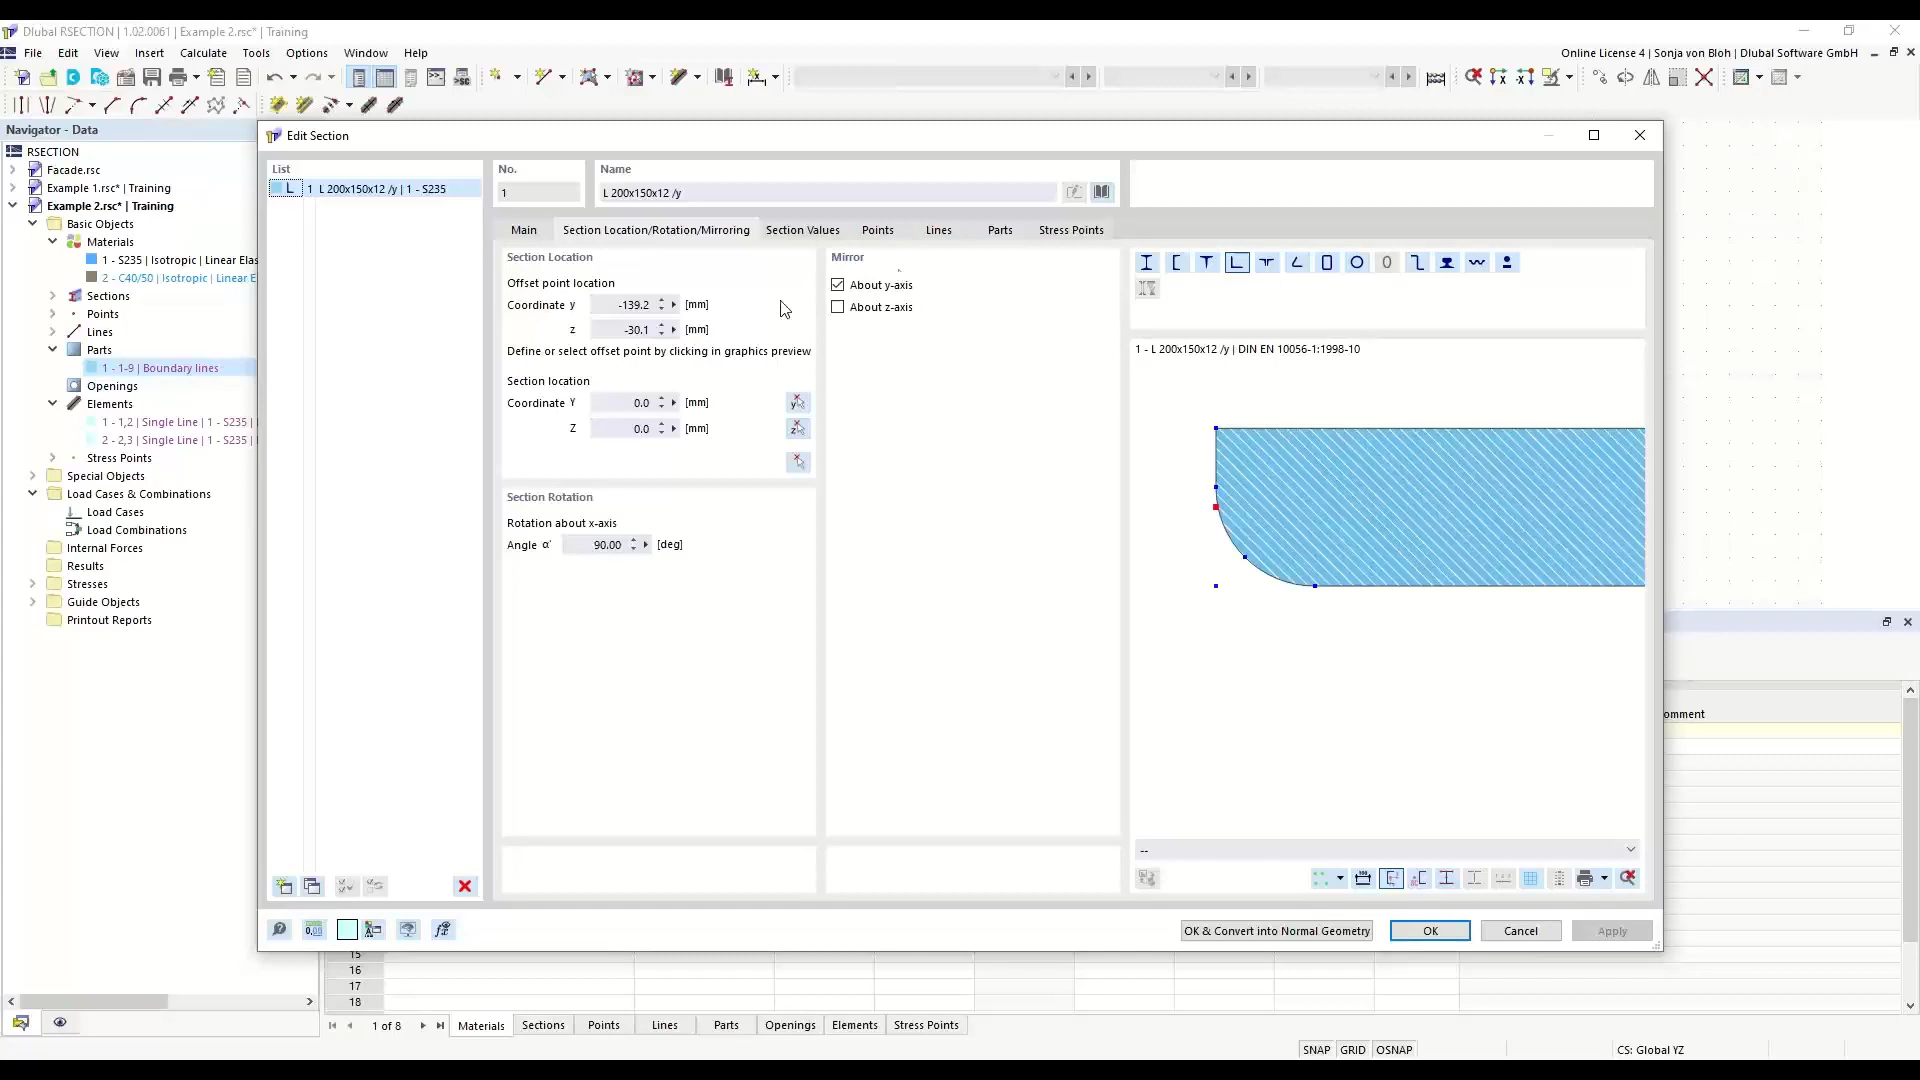 Dlubal RSECTION | 1.02.0061 | Example 2.rsc* | Training
File Edit View Insert Calculate Tools Options Window Help
Online License 4 | Sonja von Bloh | Dlubal Software GmbH
Navigator - Data
RSECTION
Facade.rsc
Example 1.rsc* | Training
Example 2.rsc* | Training
Basic Objects
Materials
1 - S235 | Isotropic | Linear Elas
2 - C40/50 | Isotropic | Linear E
Sections
Points
Lines
Parts
1 - 1-9 | Boundary lines
Openings
Elements
1 - 1,2 | Single Line | 1 - S235 |
2 - 2,3 | Single Line | 1 - S235 |
Stress Points
Special Objects
Load Cases & Combinations
Load Cases
Load Combinations
Internal Forces
Results
Stresses
Guide Objects
Printout Reports
Edit Section
List
1 L 200x150x12 /y | 1 - S235
No.
1
Name
L 200x150x12 /y
Main Section Location/Rotation/Mirroring Section Values Points Lines Parts Stress Points
Section Location
Offset point location
Coordinate y -139.2 [mm]
z -30.1 [mm]
Define or select offset point by clicking in graphics preview
Section location
Coordinate Y 0.0 [mm]
Z 0.0 [mm]
Section Rotation
Rotation about x-axis
Angle α' 90.00 [deg]
Mirror
About y-axis
About z-axis
1 - L 200x150x12 /y | DIN EN 10056-1:1998-10
--
OK & Convert into Normal Geometry OK Cancel Apply
omment
15
16
17
18
1 of 8 Materials Sections Points Lines Parts Openings Elements Stress Points
SNAP GRID OSNAP CS: Global YZ